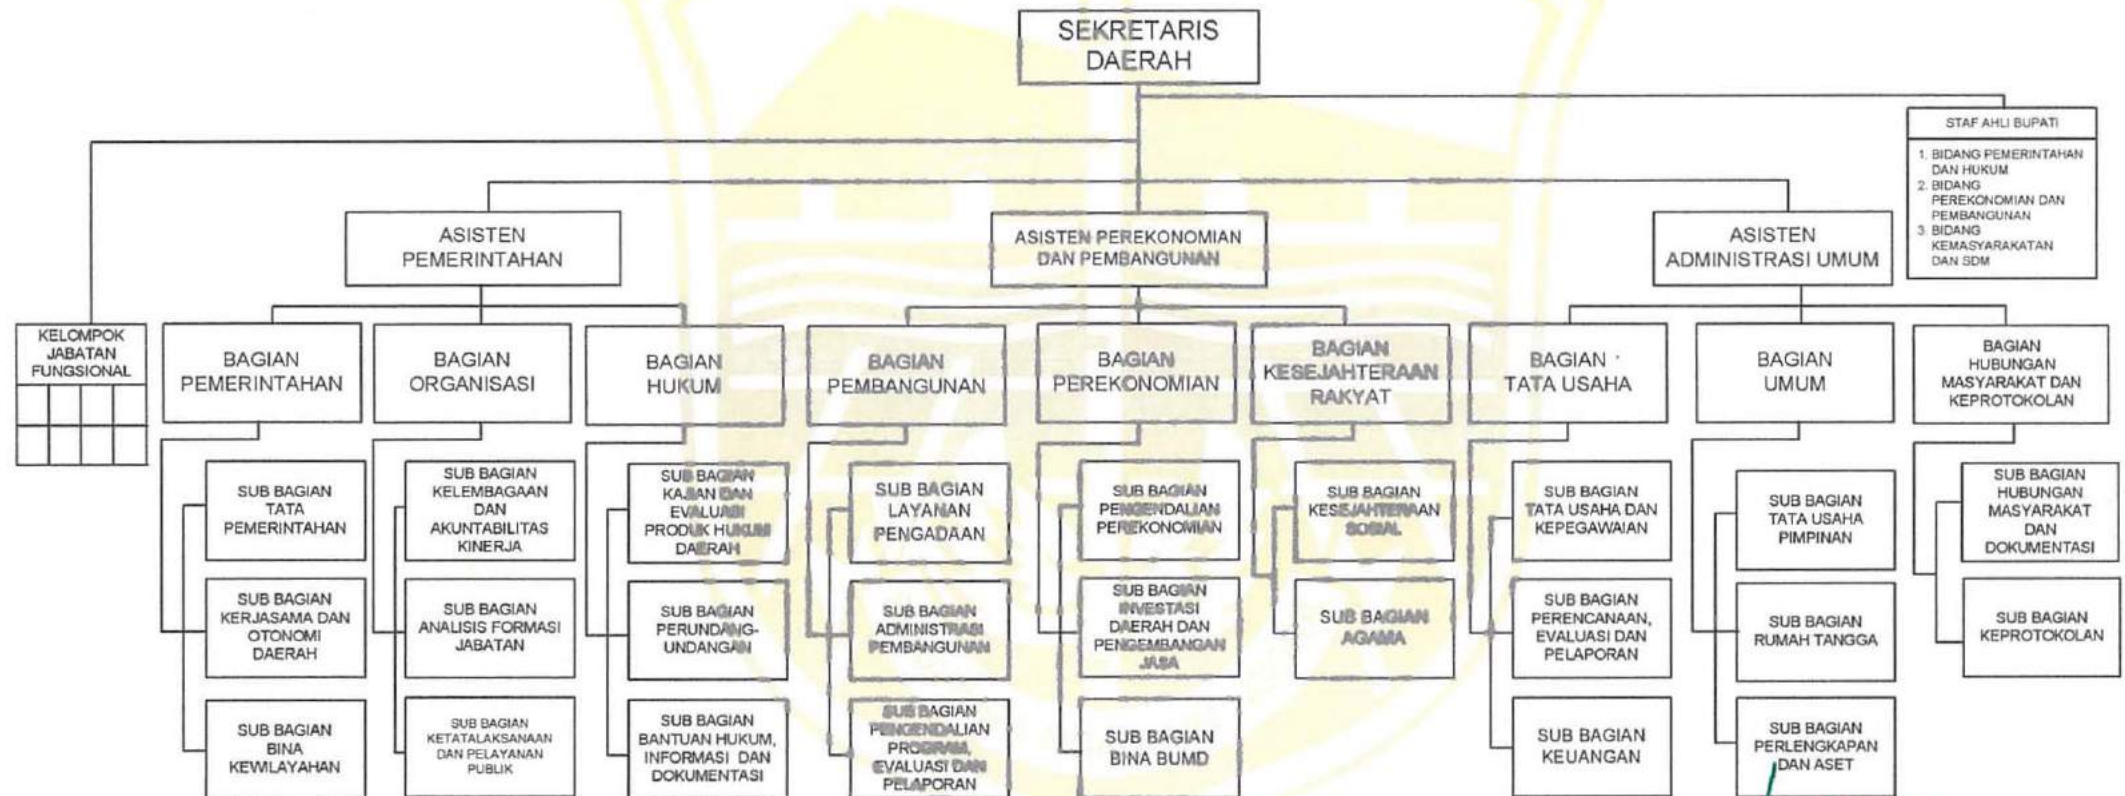 SEKRETARIS
DAERAH
STAF AHLI BUPATI
1. BIDANG PEMERINTAHAN
DAN HUKUM
2. BIDANG
PEREKONOMIAN DAN
PEMBANGUNAN
3. BIDANG
KEMASYARAKATAN
DAN SDM
ASISTEN
PEMERINTAHAN
ASISTEN PEREKONOMIAN
DAN PEMBANGUNAN
ASISTEN
ADMINISTRASI UMUM
KELOMPOK
JABATAN
FUNGSIONAL
BAGIAN
PEMERINTAHAN
BAGIAN
ORGANISASI
BAGIAN
HUKUM
BAGIAN
PEMBANGUNAN
BAGIAN
PEREKONOMIAN
BAGIAN
KESEJAHTERAAN
RAKYAT
BAGIAN
TATA USAHA
BAGIAN
UMUM
BAGIAN
HUBUNGAN
MASYARAKAT DAN
KEPROTOKOLAN
SUB BAGIAN
TATA
PEMERINTAHAN
SUB BAGIAN
KELEMBAGAAN
DAN
AKUNTABILITAS
KINERJA
SUB BAGIAN
KAJIAN DAN
EVALUASI
PRODUK HUKUM
DAERAH
SUB BAGIAN
LAYANAN
PENGADAAN
SUB BAGIAN
PENGENDALIAN
PEREKONOMIAN
SUB BAGIAN
KESEJAHTERAAN
SOSIAL
SUB BAGIAN
TATA USAHA DAN
KEPEGAWAIAN
SUB BAGIAN
TATA USAHA
PIMPINAN
SUB BAGIAN
HUBUNGAN
MASYARAKAT
DAN
DOKUMENTASI
SUB BAGIAN
KERJASAMA DAN
OTONOMI
DAERAH
SUB BAGIAN
ANALISIS FORMASI
JABATAN
SUB BAGIAN
PERUNDANG-
UNDANGAN
SUB BAGIAN
ADMINISTRASI
PEMBANGUNAN
SUB BAGIAN
INVESTASI
DAERAH DAN
PENGEMBANGAN
JASA
SUB BAGIAN
AGAMA
SUB BAGIAN
PERENCANAAN,
EVALUASI DAN
PELAPORAN
SUB BAGIAN
RUMAH TANGGA
SUB BAGIAN
KEPROTOKOLAN
SUB BAGIAN
BINA
KEWILAYAHAN
SUB BAGIAN
KETATALAKSANAAN
DAN PELAYANAN
PUBLIK
SUB BAGIAN
BANTUAN HUKUM,
INFORMASI DAN
DOKUMENTASI
SUB BAGIAN
PENGENDALIAN
PROGRAM,
EVALUASI DAN
PELAPORAN
SUB BAGIAN
BINA BUMD
SUB BAGIAN
KEUANGAN
SUB BAGIAN
PERLENGKAPAN
DAN ASET